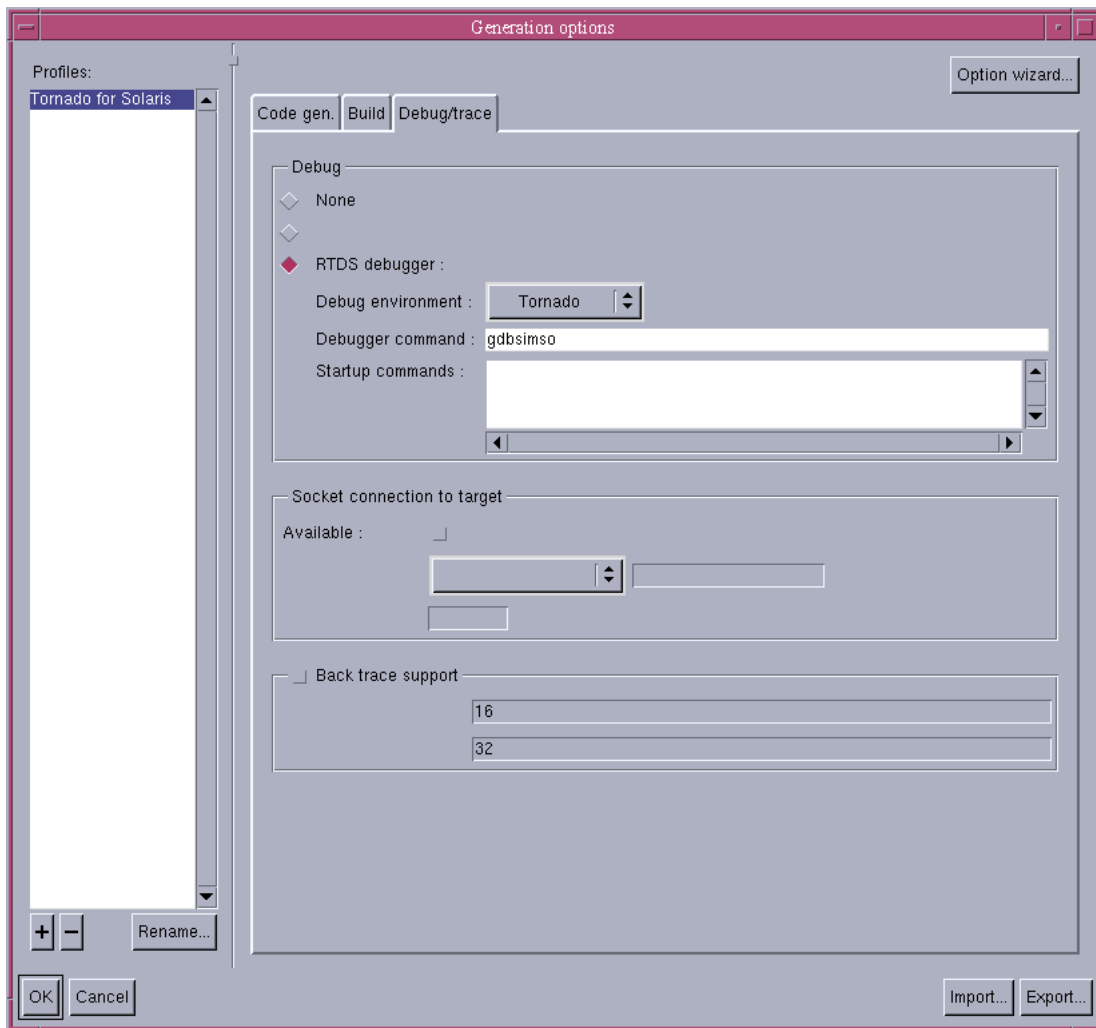 Generation options
Profiles:
Option wizard...
Tornado for Solaris
Code gen.
Build
Debug/trace
Debug
None
RTDS debugger :
Debug environment :
Tornado
Debugger command :
gdbsimso
Startup commands :
Socket connection to target
Available :
Back trace support
16
32
+
−
Rename...
OK
Cancel
Import...
Export...